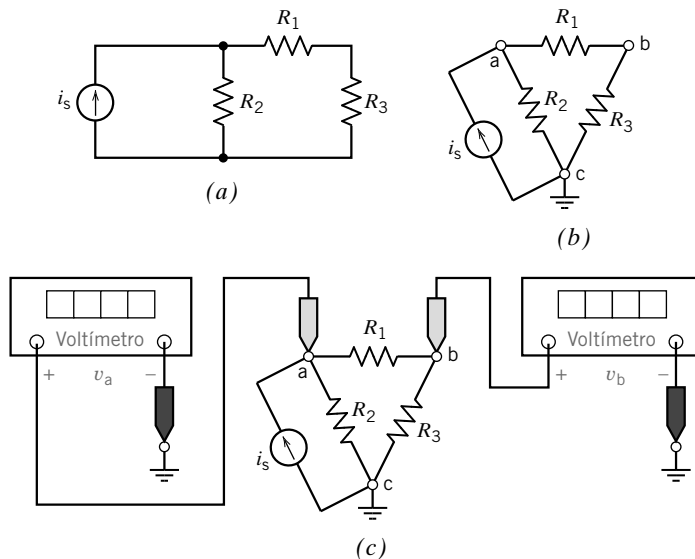 R1
is
R2
R3
(a)
a
R1
b
R2
R3
is
c
(b)
Voltímetro
+ va −
a
R1
b
R2
R3
is
c
Voltímetro
+ vb −
(c)